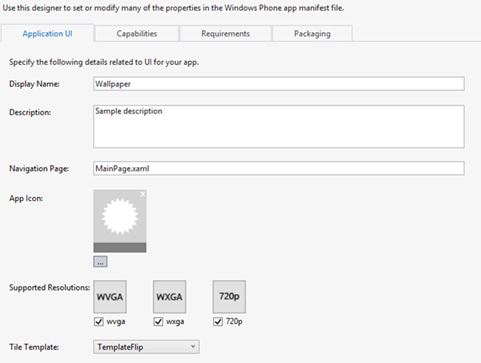 Use this designer to set or modify many of the properties in the Windows Phone app manifest file.
Application UI Capabilities Requirements Packaging
Specify the following details related to UI for your app.
Display Name: Wallpaper
Description: Sample description
Navigation Page: MainPage.xaml
App Icon:
...
Supported Resolutions: WVGA WXGA 720p
wvga wxga 720p
Tile Template: TemplateFlip